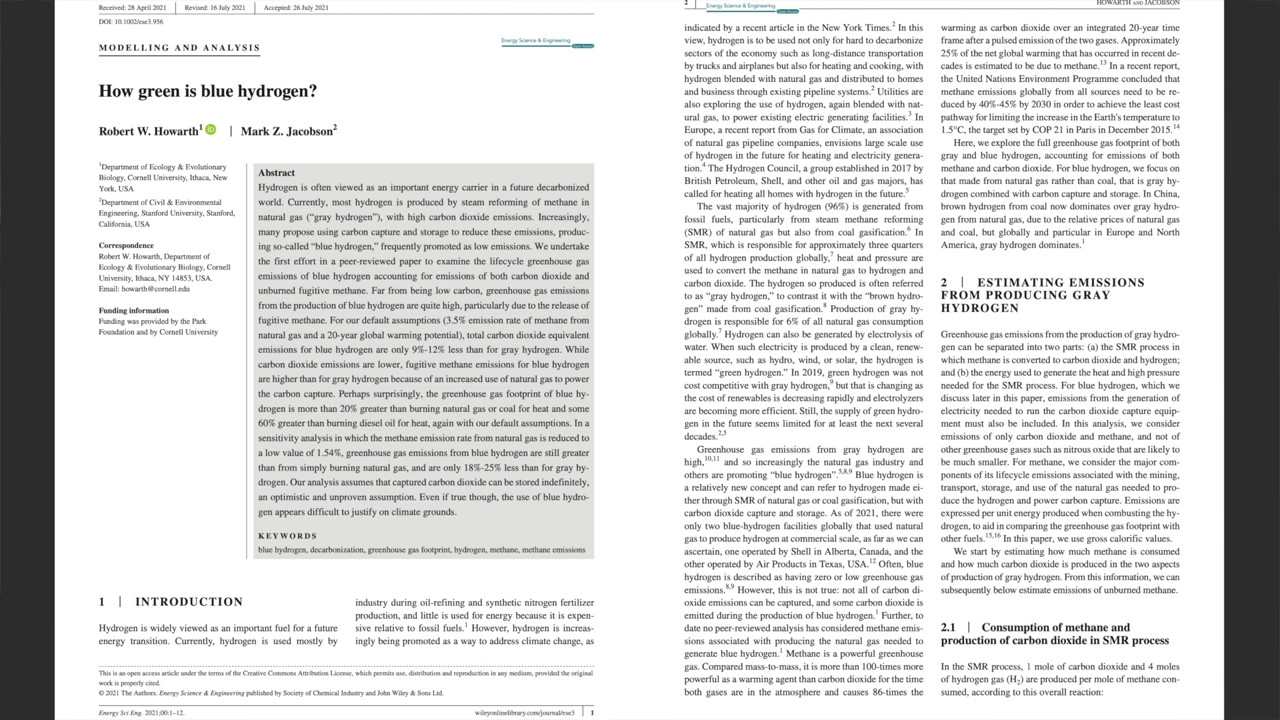 Received: 28 April 2021 | Revised: 16 July 2021 | Accepted: 26 July 2021
DOI: 10.1002/ese3.956
MODELLING AND ANALYSIS
Energy Science & Engineering
How green is blue hydrogen?
Robert W. Howarth1 iD | Mark Z. Jacobson2
1Department of Ecology & Evolutionary
Biology, Cornell University, Ithaca, New
York, USA
2Department of Civil & Environmental
Engineering, Stanford University, Stanford,
California, USA
Correspondence
Robert W. Howarth, Department of
Ecology & Evolutionary Biology, Cornell
University, Ithaca, NY 14853, USA.
Email: howarth@cornell.edu
Funding information
Funding was provided by the Park
Foundation and by Cornell University
Abstract
Hydrogen is often viewed as an important energy carrier in a future decarbonized
world. Currently, most hydrogen is produced by steam reforming of methane in
natural gas (“gray hydrogen”), with high carbon dioxide emissions. Increasingly,
many propose using carbon capture and storage to reduce these emissions, produc-
ing so-called “blue hydrogen,” frequently promoted as low emissions. We undertake
the first effort in a peer-reviewed paper to examine the lifecycle greenhouse gas
emissions of blue hydrogen accounting for emissions of both carbon dioxide and
unburned fugitive methane. Far from being low carbon, greenhouse gas emissions
from the production of blue hydrogen are quite high, particularly due to the release of
fugitive methane. For our default assumptions (3.5% emission rate of methane from
natural gas and a 20-year global warming potential), total carbon dioxide equivalent
emissions for blue hydrogen are only 9%-12% less than for gray hydrogen. While
carbon dioxide emissions are lower, fugitive methane emissions for blue hydrogen
are higher than for gray hydrogen because of an increased use of natural gas to power
the carbon capture. Perhaps surprisingly, the greenhouse gas footprint of blue hy-
drogen is more than 20% greater than burning natural gas or coal for heat and some
60% greater than burning diesel oil for heat, again with our default assumptions. In a
sensitivity analysis in which the methane emission rate from natural gas is reduced to
a low value of 1.54%, greenhouse gas emissions from blue hydrogen are still greater
than from simply burning natural gas, and are only 18%-25% less than for gray hy-
drogen. Our analysis assumes that captured carbon dioxide can be stored indefinitely,
an optimistic and unproven assumption. Even if true though, the use of blue hydro-
gen appears difficult to justify on climate grounds.
KEYWORDS
blue hydrogen, decarbonization, greenhouse gas footprint, hydrogen, methane, methane emissions
1 | INTRODUCTION
Hydrogen is widely viewed as an important fuel for a future
energy transition. Currently, hydrogen is used mostly by
industry during oil-refining and synthetic nitrogen fertilizer
production, and little is used for energy because it is expen-
sive relative to fossil fuels.1 However, hydrogen is increas-
ingly being promoted as a way to address climate change, as
This is an open access article under the terms of the Creative Commons Attribution License, which permits use, distribution and reproduction in any medium, provided the original
work is properly cited.
© 2021 The Authors. Energy Science & Engineering published by Society of Chemical Industry and John Wiley & Sons Ltd.
Energy Sci Eng. 2021;00:1–12.
wileyonlinelibrary.com/journal/ese3 | 1
2 | Energy Science & Engineering
HOWARTH AND JACOBSON
indicated by a recent article in the New York Times.2 In this
view, hydrogen is to be used not only for hard to decarbonize
sectors of the economy such as long-distance transportation
by trucks and airplanes but also for heating and cooking, with
hydrogen blended with natural gas and distributed to homes
and business through existing pipeline systems.2 Utilities are
also exploring the use of hydrogen, again blended with nat-
ural gas, to power existing electric generating facilities.3 In
Europe, a recent report from Gas for Climate, an association
of natural gas pipeline companies, envisions large scale use
of hydrogen in the future for heating and electricity genera-
tion.4 The Hydrogen Council, a group established in 2017 by
British Petroleum, Shell, and other oil and gas majors, has
called for heating all homes with hydrogen in the future.5
The vast majority of hydrogen (96%) is generated from
fossil fuels, particularly from steam methane reforming
(SMR) of natural gas but also from coal gasification.6 In
SMR, which is responsible for approximately three quarters
of all hydrogen production globally,7 heat and pressure are
used to convert the methane in natural gas to hydrogen and
carbon dioxide. The hydrogen so produced is often referred
to as “gray hydrogen,” to contrast it with the “brown hydro-
gen” made from coal gasification.8 Production of gray hy-
drogen is responsible for 6% of all natural gas consumption
globally.7 Hydrogen can also be generated by electrolysis of
water. When such electricity is produced by a clean, renew-
able source, such as hydro, wind, or solar, the hydrogen is
termed “green hydrogen.” In 2019, green hydrogen was not
cost competitive with gray hydrogen,9 but that is changing as
the cost of renewables is decreasing rapidly and electrolyzers
are becoming more efficient. Still, the supply of green hydro-
gen in the future seems limited for at least the next several
decades.2,5
Greenhouse gas emissions from gray hydrogen are
high,10,11 and so increasingly the natural gas industry and
others are promoting “blue hydrogen”.5,8,9 Blue hydrogen is
a relatively new concept and can refer to hydrogen made ei-
ther through SMR of natural gas or coal gasification, but with
carbon dioxide capture and storage. As of 2021, there were
only two blue-hydrogen facilities globally that used natural
gas to produce hydrogen at commercial scale, as far as we can
ascertain, one operated by Shell in Alberta, Canada, and the
other operated by Air Products in Texas, USA.12 Often, blue
hydrogen is described as having zero or low greenhouse gas
emissions.8,9 However, this is not true: not all of carbon di-
oxide emissions can be captured, and some carbon dioxide is
emitted during the production of blue hydrogen.1 Further, to
date no peer-reviewed analysis has considered methane emis-
sions associated with producing the natural gas needed to
generate blue hydrogen.1 Methane is a powerful greenhouse
gas. Compared mass-to-mass, it is more than 100-times more
powerful as a warming agent than carbon dioxide for the time
both gases are in the atmosphere and causes 86-times the
warming as carbon dioxide over an integrated 20-year time
frame after a pulsed emission of the two gases. Approximately
25% of the net global warming that has occurred in recent de-
cades is estimated to be due to methane.13 In a recent report,
the United Nations Environment Programme concluded that
methane emissions globally from all sources need to be re-
duced by 40%-45% by 2030 in order to achieve the least cost
pathway for limiting the increase in the Earth's temperature to
1.5°C, the target set by COP 21 in Paris in December 2015.14
Here, we explore the full greenhouse gas footprint of both
gray and blue hydrogen, accounting for emissions of both
methane and carbon dioxide. For blue hydrogen, we focus on
that made from natural gas rather than coal, that is gray hy-
drogen combined with carbon capture and storage. In China,
brown hydrogen from coal now dominates over gray hydro-
gen from natural gas, due to the relative prices of natural gas
and coal, but globally and particular in Europe and North
America, gray hydrogen dominates.1
2 | ESTIMATING EMISSIONS
FROM PRODUCING GRAY
HYDROGEN
Greenhouse gas emissions from the production of gray hydro-
gen can be separated into two parts: (a) the SMR process in
which methane is converted to carbon dioxide and hydrogen;
and (b) the energy used to generate the heat and high pressure
needed for the SMR process. For blue hydrogen, which we
discuss later in this paper, emissions from the generation of
electricity needed to run the carbon dioxide capture equip-
ment must also be included. In this analysis, we consider
emissions of only carbon dioxide and methane, and not of
other greenhouse gases such as nitrous oxide that are likely to
be much smaller. For methane, we consider the major com-
ponents of its lifecycle emissions associated with the mining,
transport, storage, and use of the natural gas needed to pro-
duce the hydrogen and power carbon capture. Emissions are
expressed per unit energy produced when combusting the hy-
drogen, to aid in comparing the greenhouse gas footprint with
other fuels.15,16 In this paper, we use gross calorific values.
We start by estimating how much methane is consumed
and how much carbon dioxide is produced in the two aspects
of production of gray hydrogen. From this information, we can
subsequently below estimate emissions of unburned methane.
2.1 | Consumption of methane and
production of carbon dioxide in SMR process
In the SMR process, 1 mole of carbon dioxide and 4 moles
of hydrogen gas (H2) are produced per mole of methane con-
sumed, according to this overall reaction: